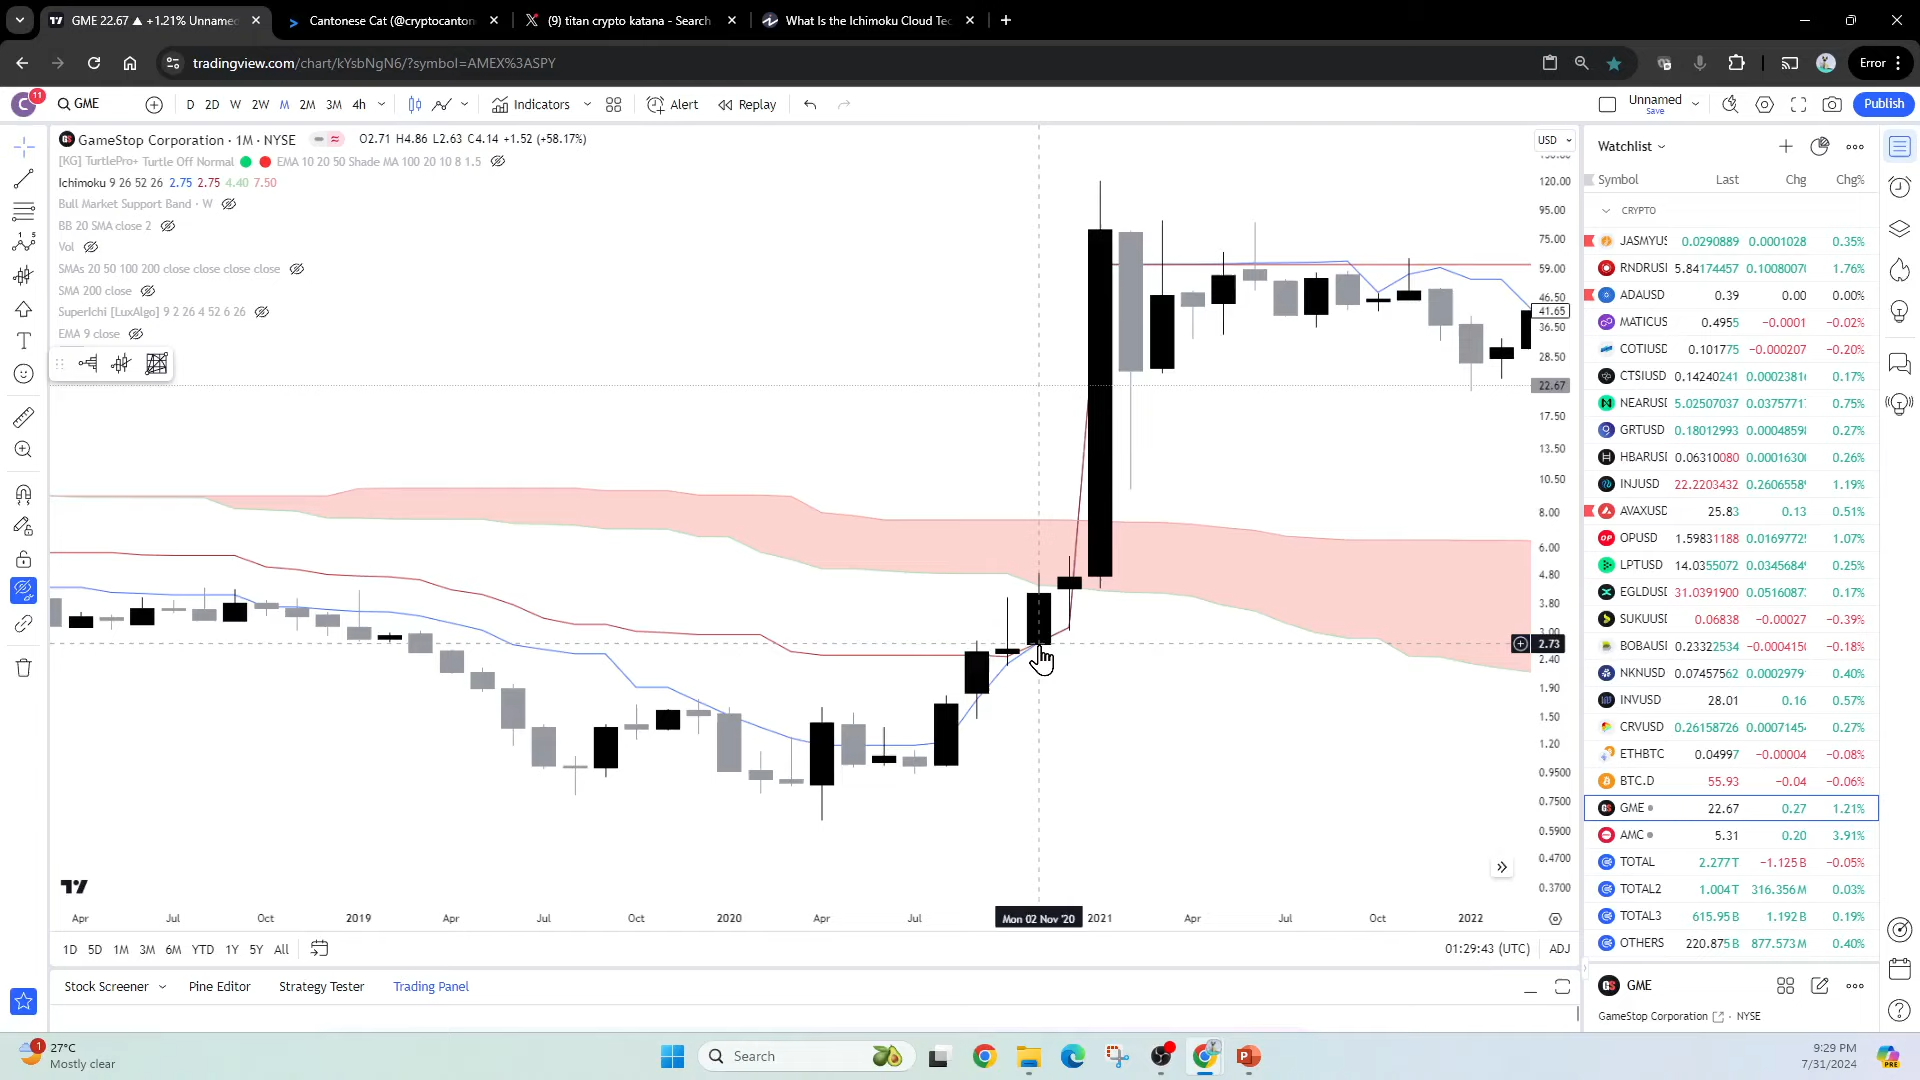 GME 22.67 ▲ +1.21% Unnamed
Cantonese Cat (@cryptocanton
(9) titan crypto katana - Search
What Is the Ichimoku Cloud Tec
tradingview.com/chart/kYsbNgN6/?symbol=AMEX%3ASPY
Error
C 11
GME
D 2D W 2W M 2M 3M 4h
Indicators
Alert
Replay
Unnamed
Save
Publish
GameStop Corporation · 1M · NYSE
O2.71 H4.86 L2.63 C4.14 +1.52 (+58.17%)
[KG] TurtlePro+ Turtle Off Normal EMA 10 20 50 Shade MA 100 20 10 8 1.5
Ichimoku 9 26 52 26 2.75 2.75 4.40 7.50
Bull Market Support Band · W
BB 20 SMA close 2
Vol
SMAs 20 50 100 200 close close close close
SMA 200 close
SuperIchi [LuxAlgo] 9 2 26 4 52 6 26
EMA 9 close
USD
120.00
95.00
75.00
59.00
46.50
41.65
36.50
28.50
22.67
17.50
13.50
10.50
8.00
6.00
4.80
3.80
3.00
2.73
2.40
1.90
1.50
1.20
0.9500
0.7500
0.5900
0.4700
0.3700
Apr Jul Oct 2019 Apr Jul Oct 2020 Apr Jul Mon 02 Nov '20 2021 Apr Jul Oct 2022
1D 5D 1M 3M 6M YTD 1Y 5Y All
01:29:43 (UTC) ADJ
Stock Screener Pine Editor Strategy Tester Trading Panel
Watchlist
Symbol Last Chg Chg%
CRYPTO
JASMYUS 0.0290889 0.0001028 0.35%
RNDRUSI 5.84174457 0.1008007 1.76%
ADAUSD 0.39 0.00 0.00%
MATICUS 0.4955 −0.0001 −0.02%
COTIUSD 0.101775 −0.000207 −0.20%
CTSIUSD 0.14240241 0.0002381 0.17%
NEARUSD 5.02507037 0.0375771 0.75%
GRTUSD 0.18012993 0.0004859 0.27%
HBARUSD 0.06310080 0.0001630 0.26%
INJUSD 22.2203432 0.2606558 1.19%
AVAXUSD 25.83 0.13 0.51%
OPUSD 1.59831188 0.0169772 1.07%
LPTUSD 14.0355072 0.0345684 0.25%
EGLDUSD 31.0391900 0.0516087 0.17%
SUKUUSD 0.06838 −0.00027 −0.39%
BOBAUSD 0.23322534 −0.000415 −0.18%
NKNUSD 0.07457562 0.0002979 0.40%
INVUSD 28.01 0.16 0.57%
CRVUSD 0.26158726 0.0007145 0.27%
ETHBTC 0.04997 −0.00004 −0.08%
BTC.D 55.93 −0.04 −0.06%
GME 22.67 0.27 1.21%
AMC 5.31 0.20 3.91%
TOTAL 2.277T −1.125B −0.05%
TOTAL2 1.004T 316.356M 0.03%
TOTAL3 615.95B 1.192B 0.19%
OTHERS 220.875B 877.573M 0.40%
GME
GameStop Corporation · NYSE
1
27°C
Mostly clear
Search
9:29 PM
7/31/2024